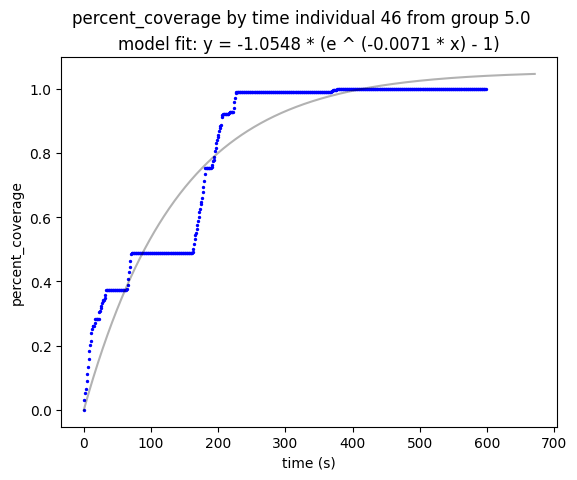 percent_coverage by time individual 46 from group 5.0
model fit: y = -1.0548 * (e ^ (-0.0071 * x) - 1)
1.0
0.8
0.6
0.4
0.2
0.0
percent_coverage
0 100 200 300 400 500 600 700
time (s)